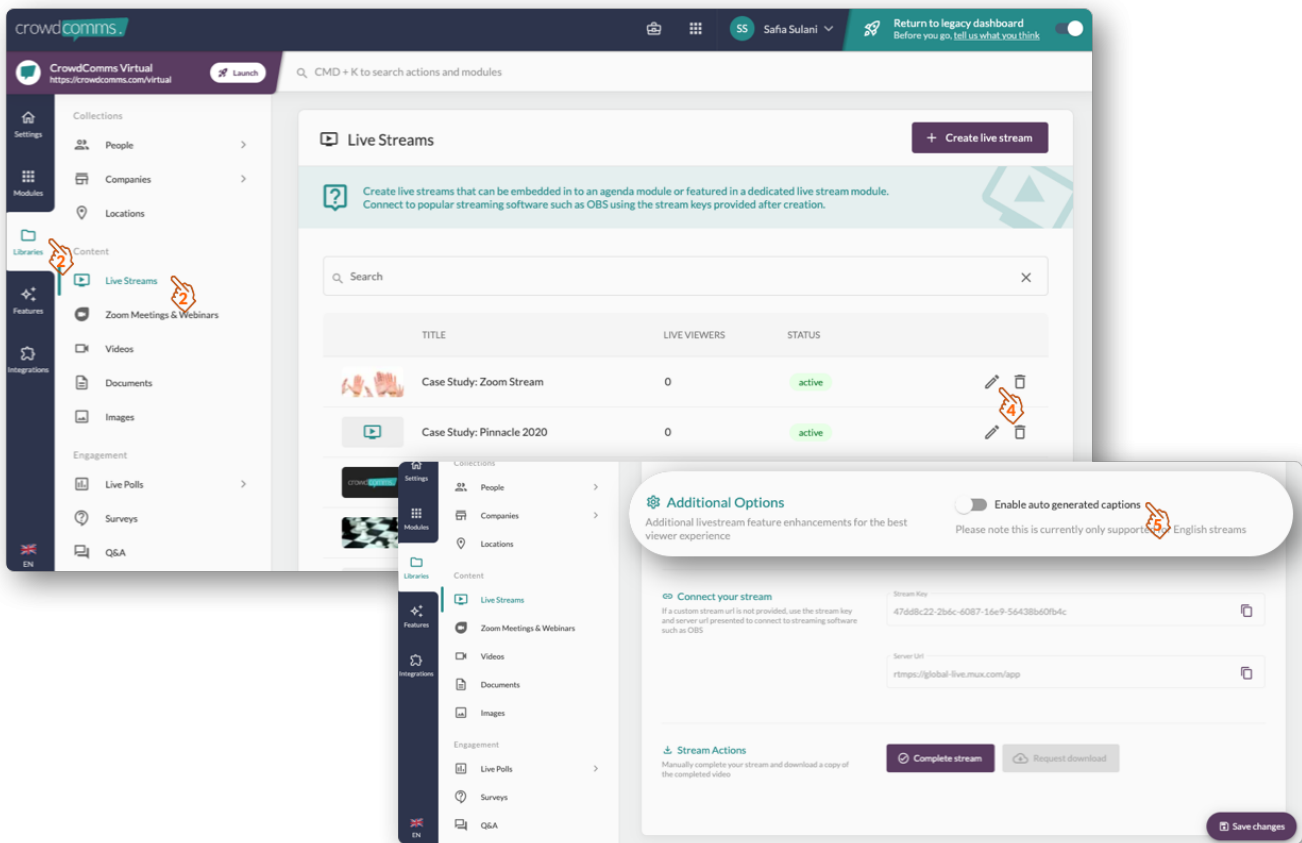 crowdcomms.
SS
Safia Sulani
Return to legacy dashboard
Before you go, tell us what you think
CrowdComms Virtual
https://crowdcomms.com/virtual
Launch
CMD + K to search actions and modules
Settings
Modules
Libraries
Features
Integrations
EN
Collections
People
Companies
Locations
2
Content
Live Streams
2
Zoom Meetings & Webinars
Videos
Documents
Images
Engagement
Live Polls
Surveys
Q&A
Live Streams
+ Create live stream
Create live streams that can be embedded in to an agenda module or featured in a dedicated live stream module.
Connect to popular streaming software such as OBS using the stream keys provided after creation.
Search
TITLE LIVE VIEWERS STATUS
Case Study: Zoom Stream 0 active
4
Case Study: Pinnacle 2020 0 active
crowdcomms
Settings
Modules
Libraries
Features
Integrations
EN
Collections
People
Companies
Locations
Content
Live Streams
Zoom Meetings & Webinars
Videos
Documents
Images
Engagement
Live Polls
Surveys
Q&A
Additional Options
Additional livestream feature enhancements for the best
viewer experience
Enable auto generated captions
5
Please note this is currently only supported English streams
Connect your stream
If a custom stream url is not provided, use the stream key
and server url presented to connect to streaming software
such as OBS
Stream Key
47dd8c22-2b6c-6087-16e9-56438b60fb4c
Server Url
rtmps://global-live.mux.com/app
Stream Actions
Manually complete your stream and download a copy of
the completed video
Complete stream
Request download
Save changes